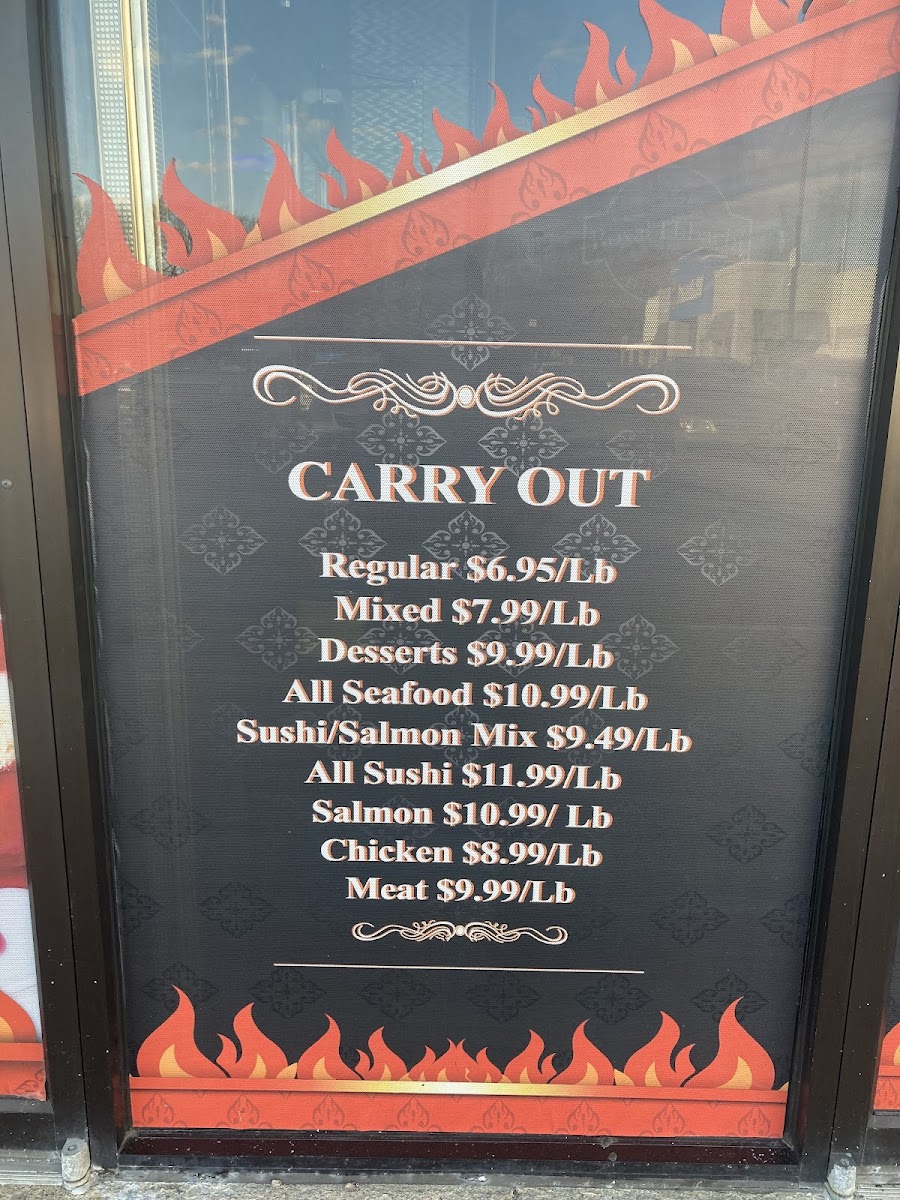 CARRY OUT
Regular $6.95/Lb
Mixed $7.99/Lb
Desserts $9.99/Lb
All Seafood $10.99/Lb
Sushi/Salmon Mix $9.49/Lb
All Sushi $11.99/Lb
Salmon $10.99/ Lb
Chicken $8.99/Lb
Meat $9.99/Lb